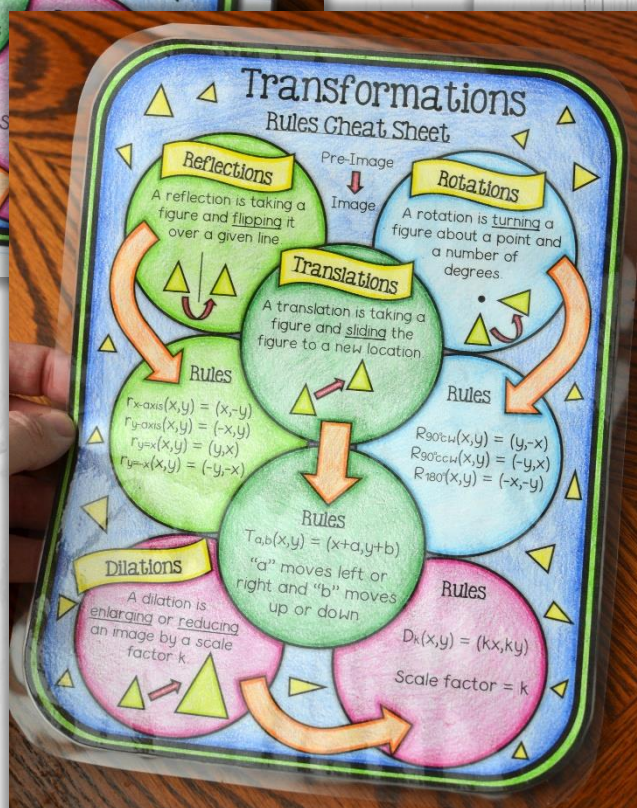 Transformations
Rules Cheat Sheet
Reflections
A reflection is taking a
figure and flipping it
over a given line
Pre-Image
Image
Rotations
A rotation is turning a
figure about a point and
a number of
degrees.
Translations
A translation is taking a
figure and sliding the
figure to a new location
Rules
rx-axis(x,y) = (x,-y)
ry-axis(x,y) = (-x,y)
ry=x(x,y) = (y,x)
ry=-x(x,y) = (-y,-x)
Rules
R90°cw(x,y) = (y,-x)
R90°ccw(x,y) = (-y,x)
R180°(x,y) = (-x,-y)
Rules
Ta,b(x,y) = (x+a,y+b)
"a" moves left or
right and "b" moves
up or down
Dilations
A dilation is
enlarging or reducing
an image by a scale
factor k
Rules
Dk(x,y) = (kx,ky)
Scale factor = k